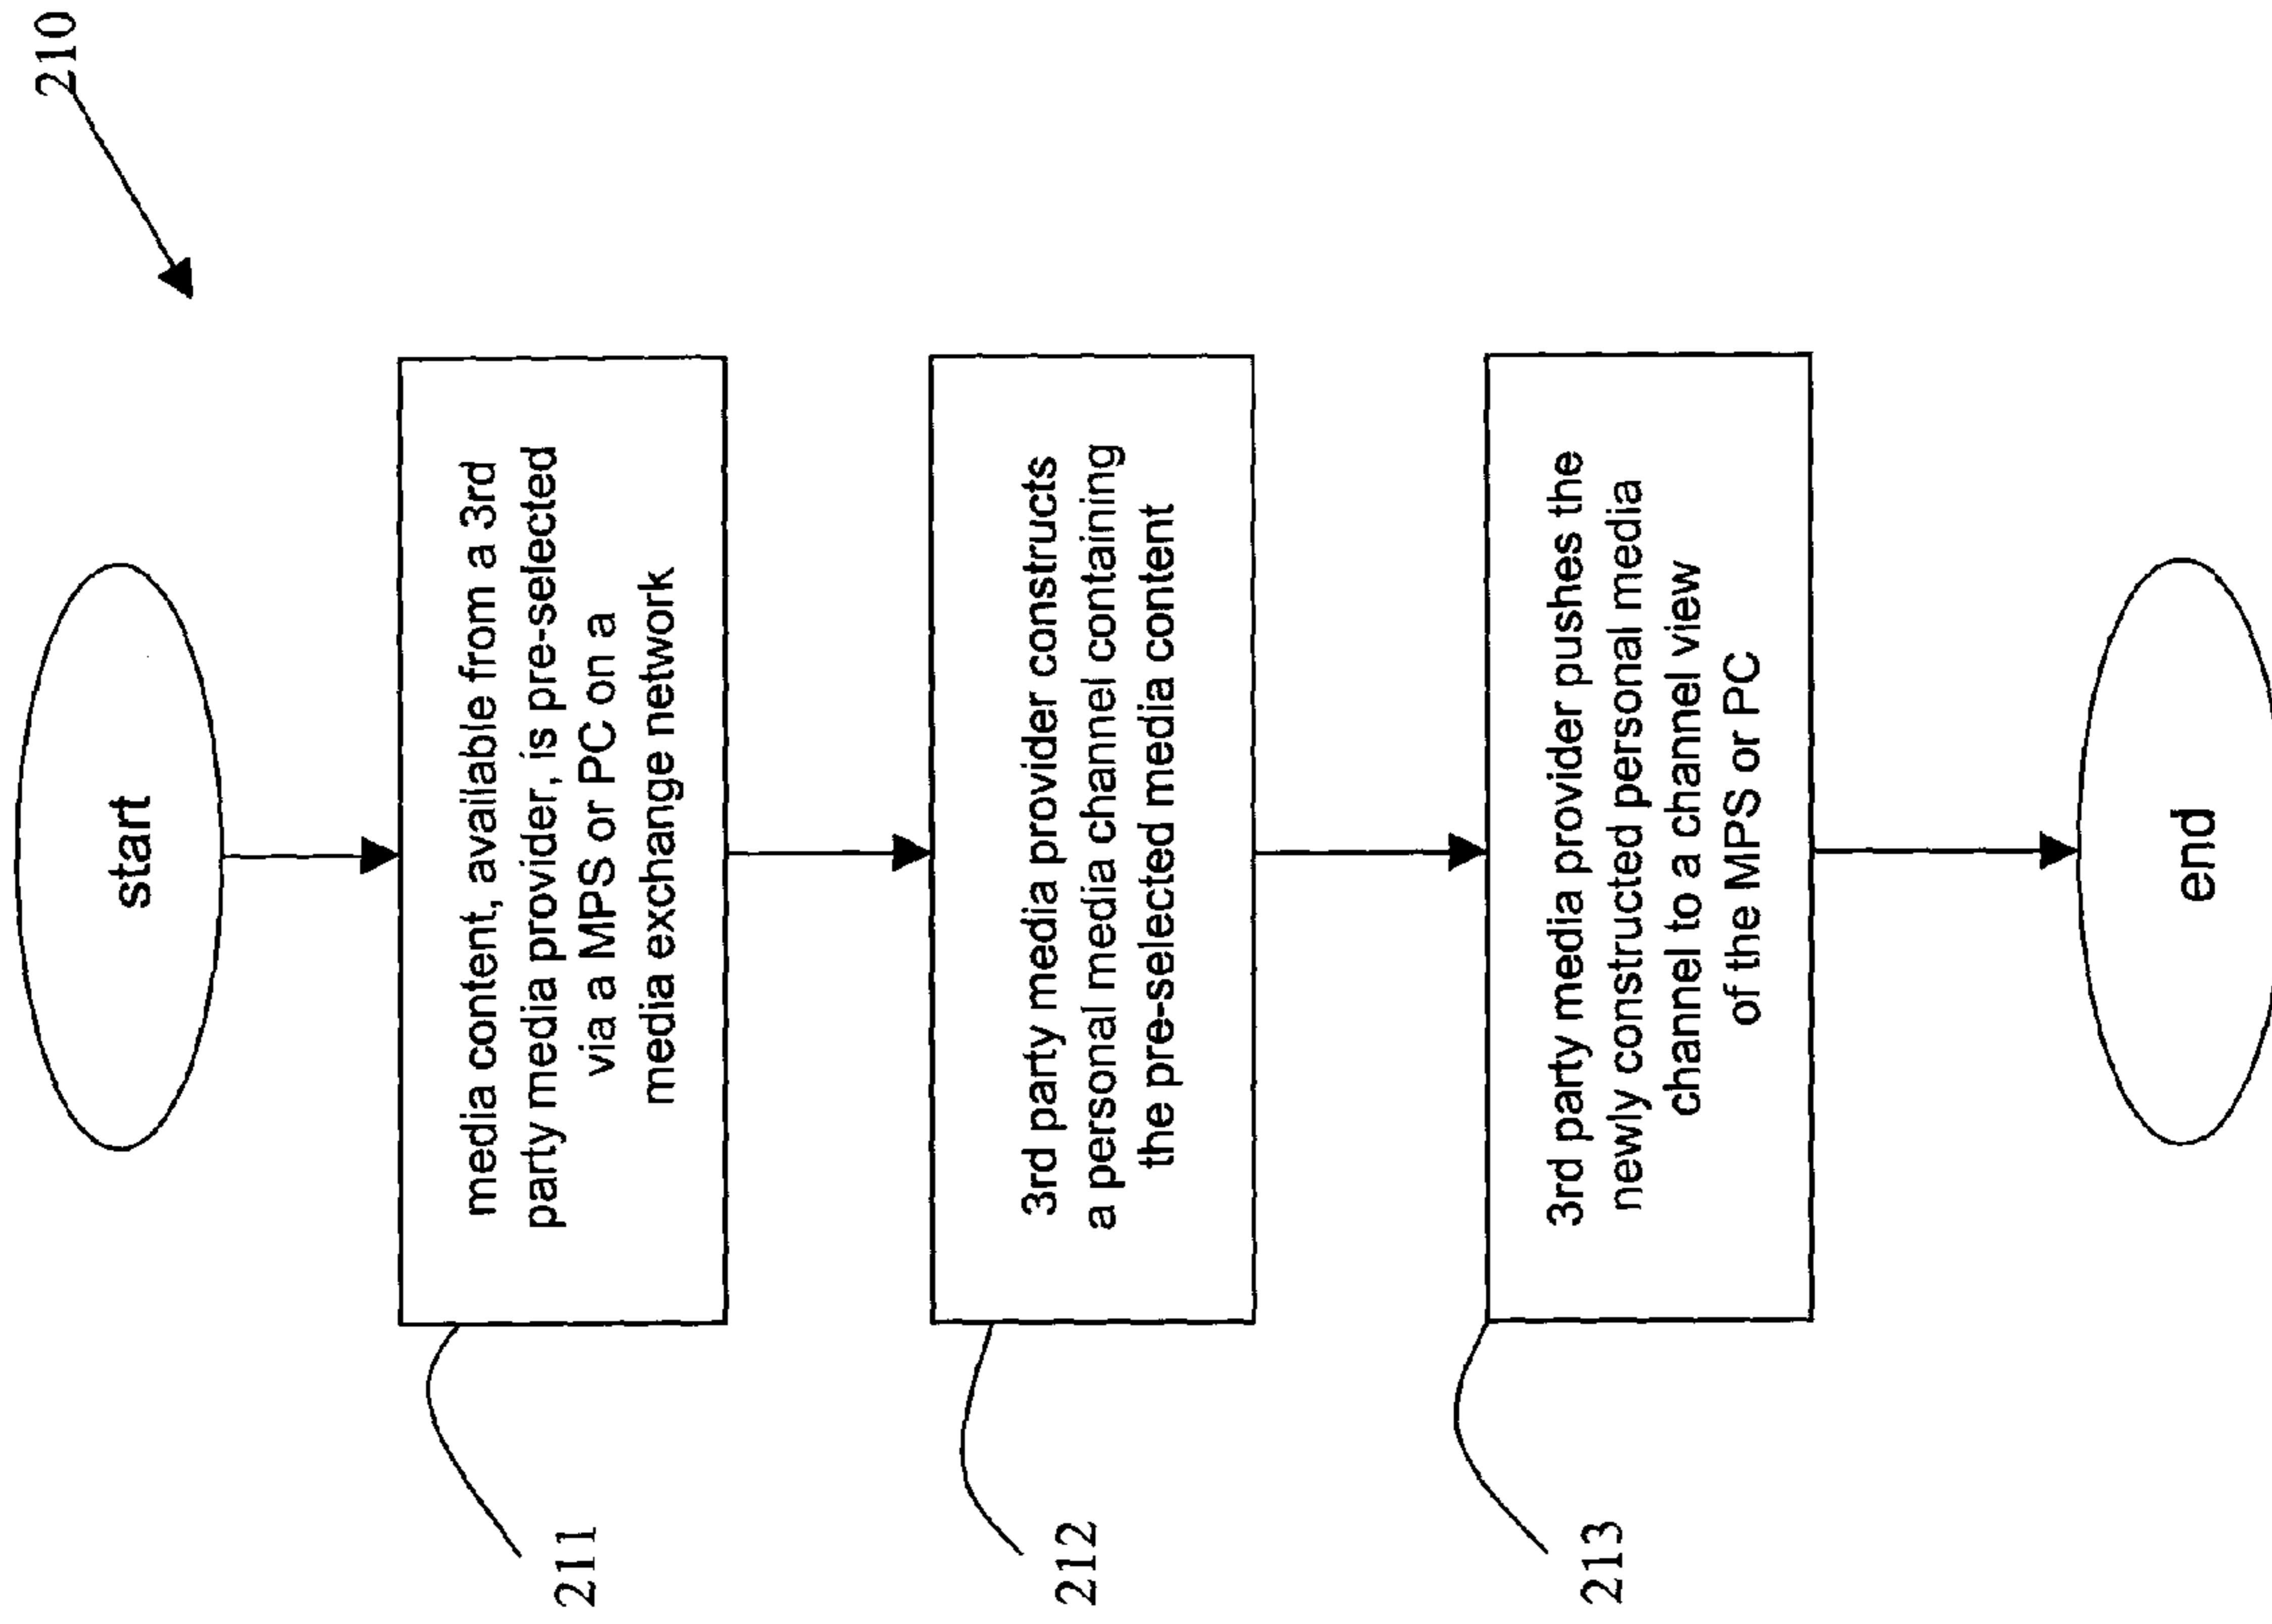 210
start
211
media content, available from a 3rd
party media provider, is pre-selected
via a MPS or PC on a
media exchange network
212
3rd party media provider constructs
a personal media channel containing
the pre-selected media content
213
3rd party media provider pushes the
newly constructed personal media
channel to a channel view
of the MPS or PC
end